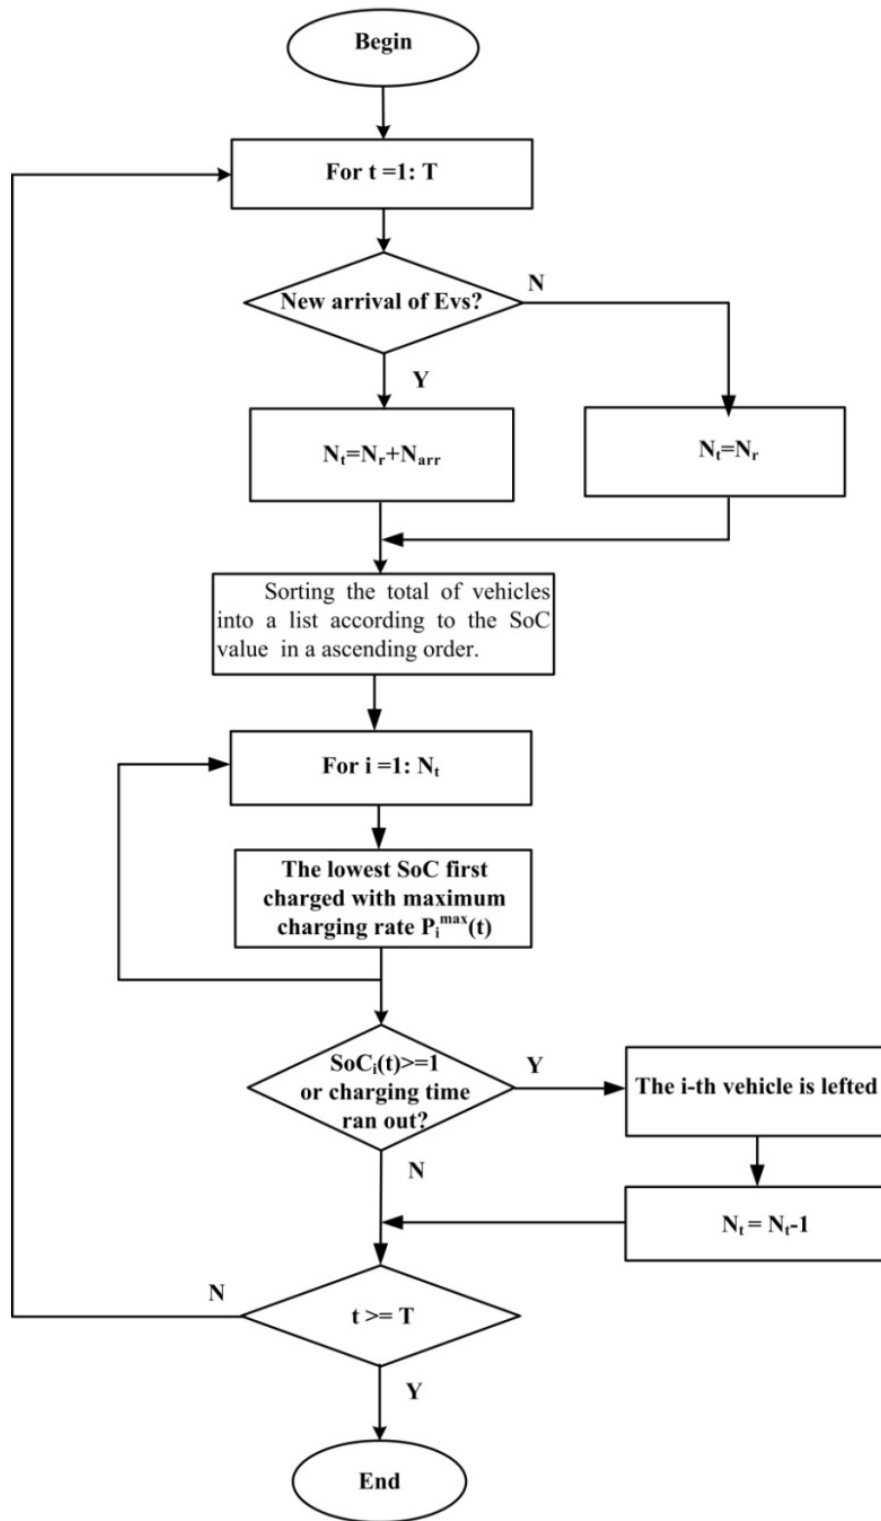 Begin
For t =1: T
New arrival of Evs?
N
Y
Nₜ=Nᵣ+Nₐᵣᵣ
Nₜ=Nᵣ
Sorting the total of vehicles
into a list according to the SoC
value in a ascending order.
For i =1: Nₜ
The lowest SoC first
charged with maximum
charging rate Pᵢᵐᵃˣ(t)
SoCᵢ(t)>=1
or charging time
ran out?
Y
The i-th vehicle is lefted
N
Nₜ = Nₜ-1
N
t >= T
Y
End